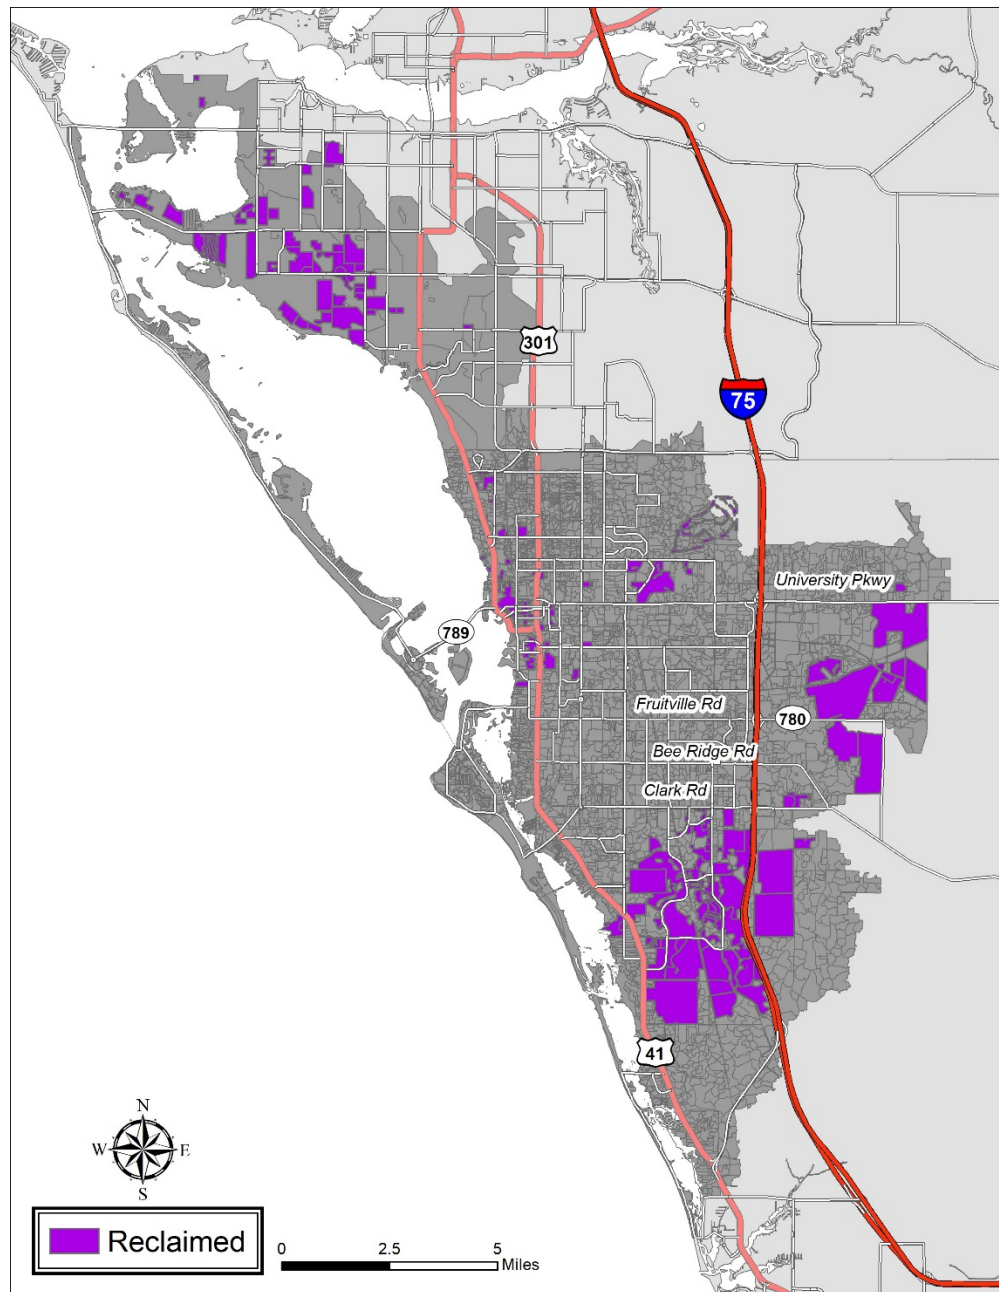 301
75
University Pkwy
789
Fruitville Rd
780
Bee Ridge Rd
Clark Rd
41
N
W E
S
Reclaimed
0 2.5 5
Miles